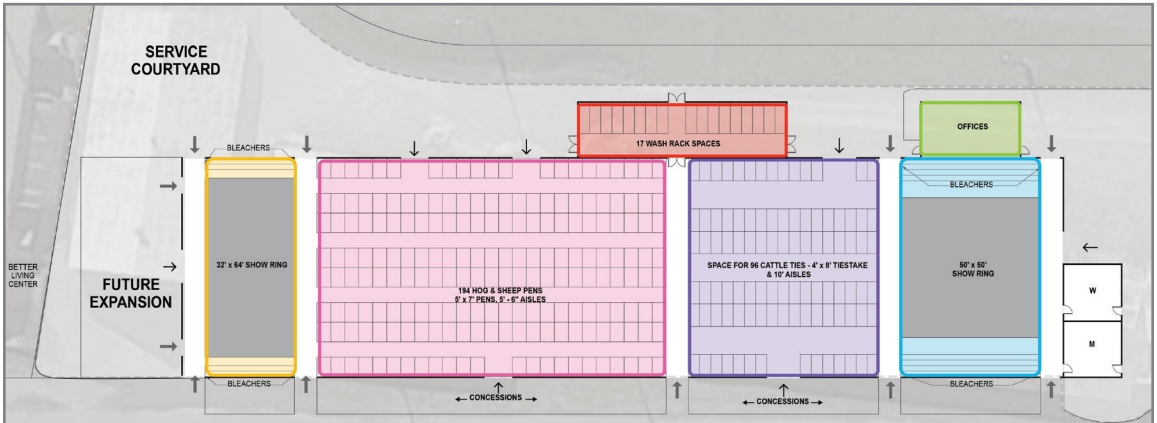 SERVICE
COURTYARD
BLEACHERS
BLEACHERS
17 WASH RACK SPACES
OFFICES
BLEACHERS
BETTER
LIVING
CENTER
FUTURE
EXPANSION
32' x 64' SHOW RING
194 HOG & SHEEP PENS
5' x 7" PENS, 5' - 6" AISLES
SPACE FOR 96 CATTLE TIES - 4' x 8' TIESTAKE
& 10' AISLES
50' x 50'
SHOW RING
W
M
BLEACHERS
CONCESSIONS
CONCESSIONS
BLEACHERS